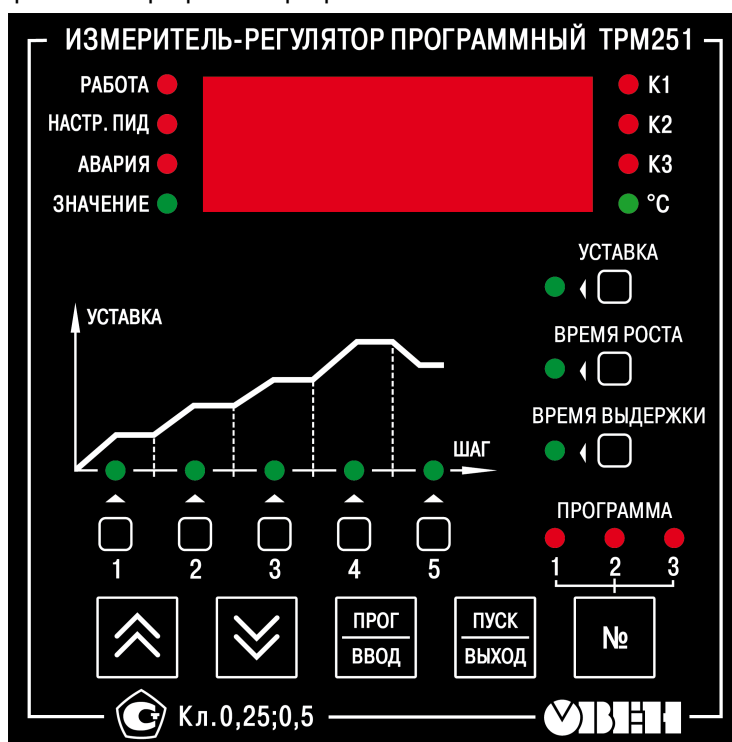 ИЗМЕРИТЕЛЬ-РЕГУЛЯТОР ПРОГРАММНЫЙ ТРМ251
РАБОТА
НАСТР. ПИД
АВАРИЯ
ЗНАЧЕНИЕ
К1
К2
К3
°С
УСТАВКА
ВРЕМЯ РОСТА
ВРЕМЯ ВЫДЕРЖКИ
УСТАВКА
ШАГ
1 2 3 4 5
ПРОГРАММА
1 2 3
ПРОГ
ВВОД
ПУСК
ВЫХОД
№
Кл.0,25;0,5
ОВЕН